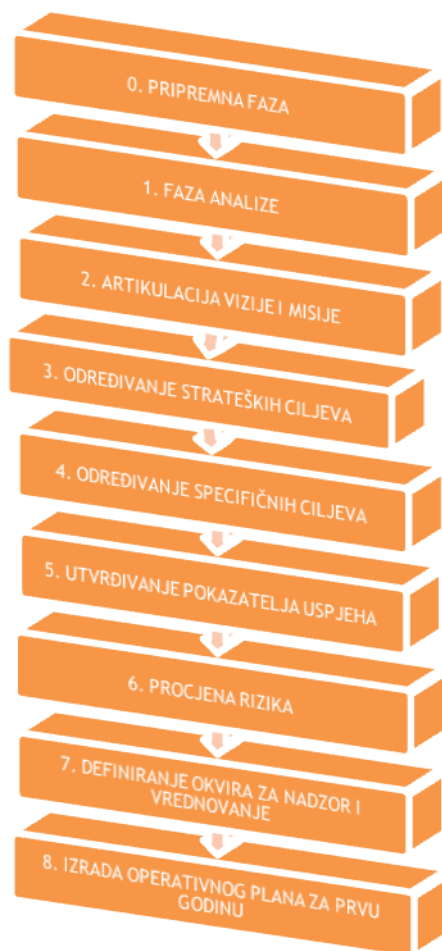 0. PRIPREMNA FAZA
1. FAZA ANALIZE
2. ARTIKULACIJA VIZIJE I MISIJE
3. ODREĐIVANJE STRATEŠKIH CILJEVA
4. ODREĐIVANJE SPECIFIČNIH CILJEVA
5. UTVRĐIVANJE POKAZATELJA USPJEHA
6. PROCJENA RIZIKA
7. DEFINIRANJE OKVIRA ZA NADZOR I
VREDNOVANJE
8. IZRADA OPERATIVNOG PLANA ZA PRVU
GODINU